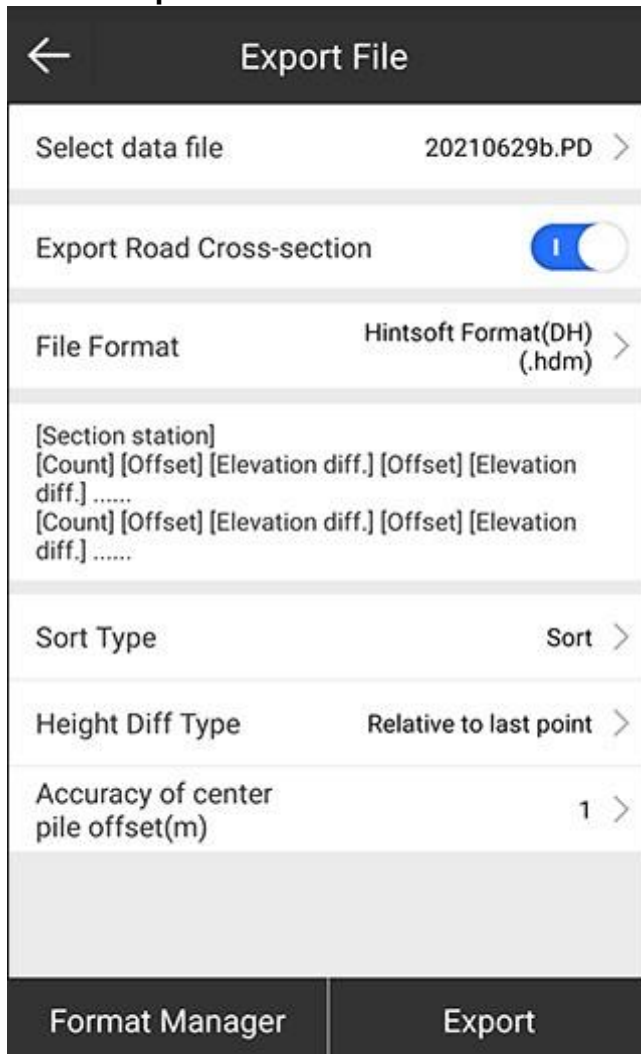 Export File
Select data file 20210629b.PD
Export Road Cross-section
File Format Hintsoft Format(DH)
(.hdm)
[Section station]
[Count] [Offset] [Elevation diff.] [Offset] [Elevation
diff.] ......
[Count] [Offset] [Elevation diff.] [Offset] [Elevation
diff.] ......
Sort Type Sort
Height Diff Type Relative to last point
Accuracy of center
pile offset(m) 1
Format Manager Export